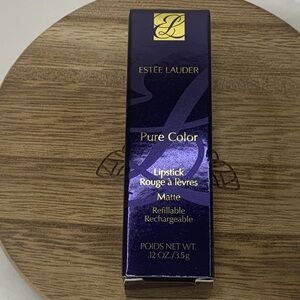 ESTĒE LAUDER
Pure Color
Lipstick
Rouge à lèvres
Matte
Refillable
Rechargeable
POIDS NET WT.
.12 OZ./3.5g